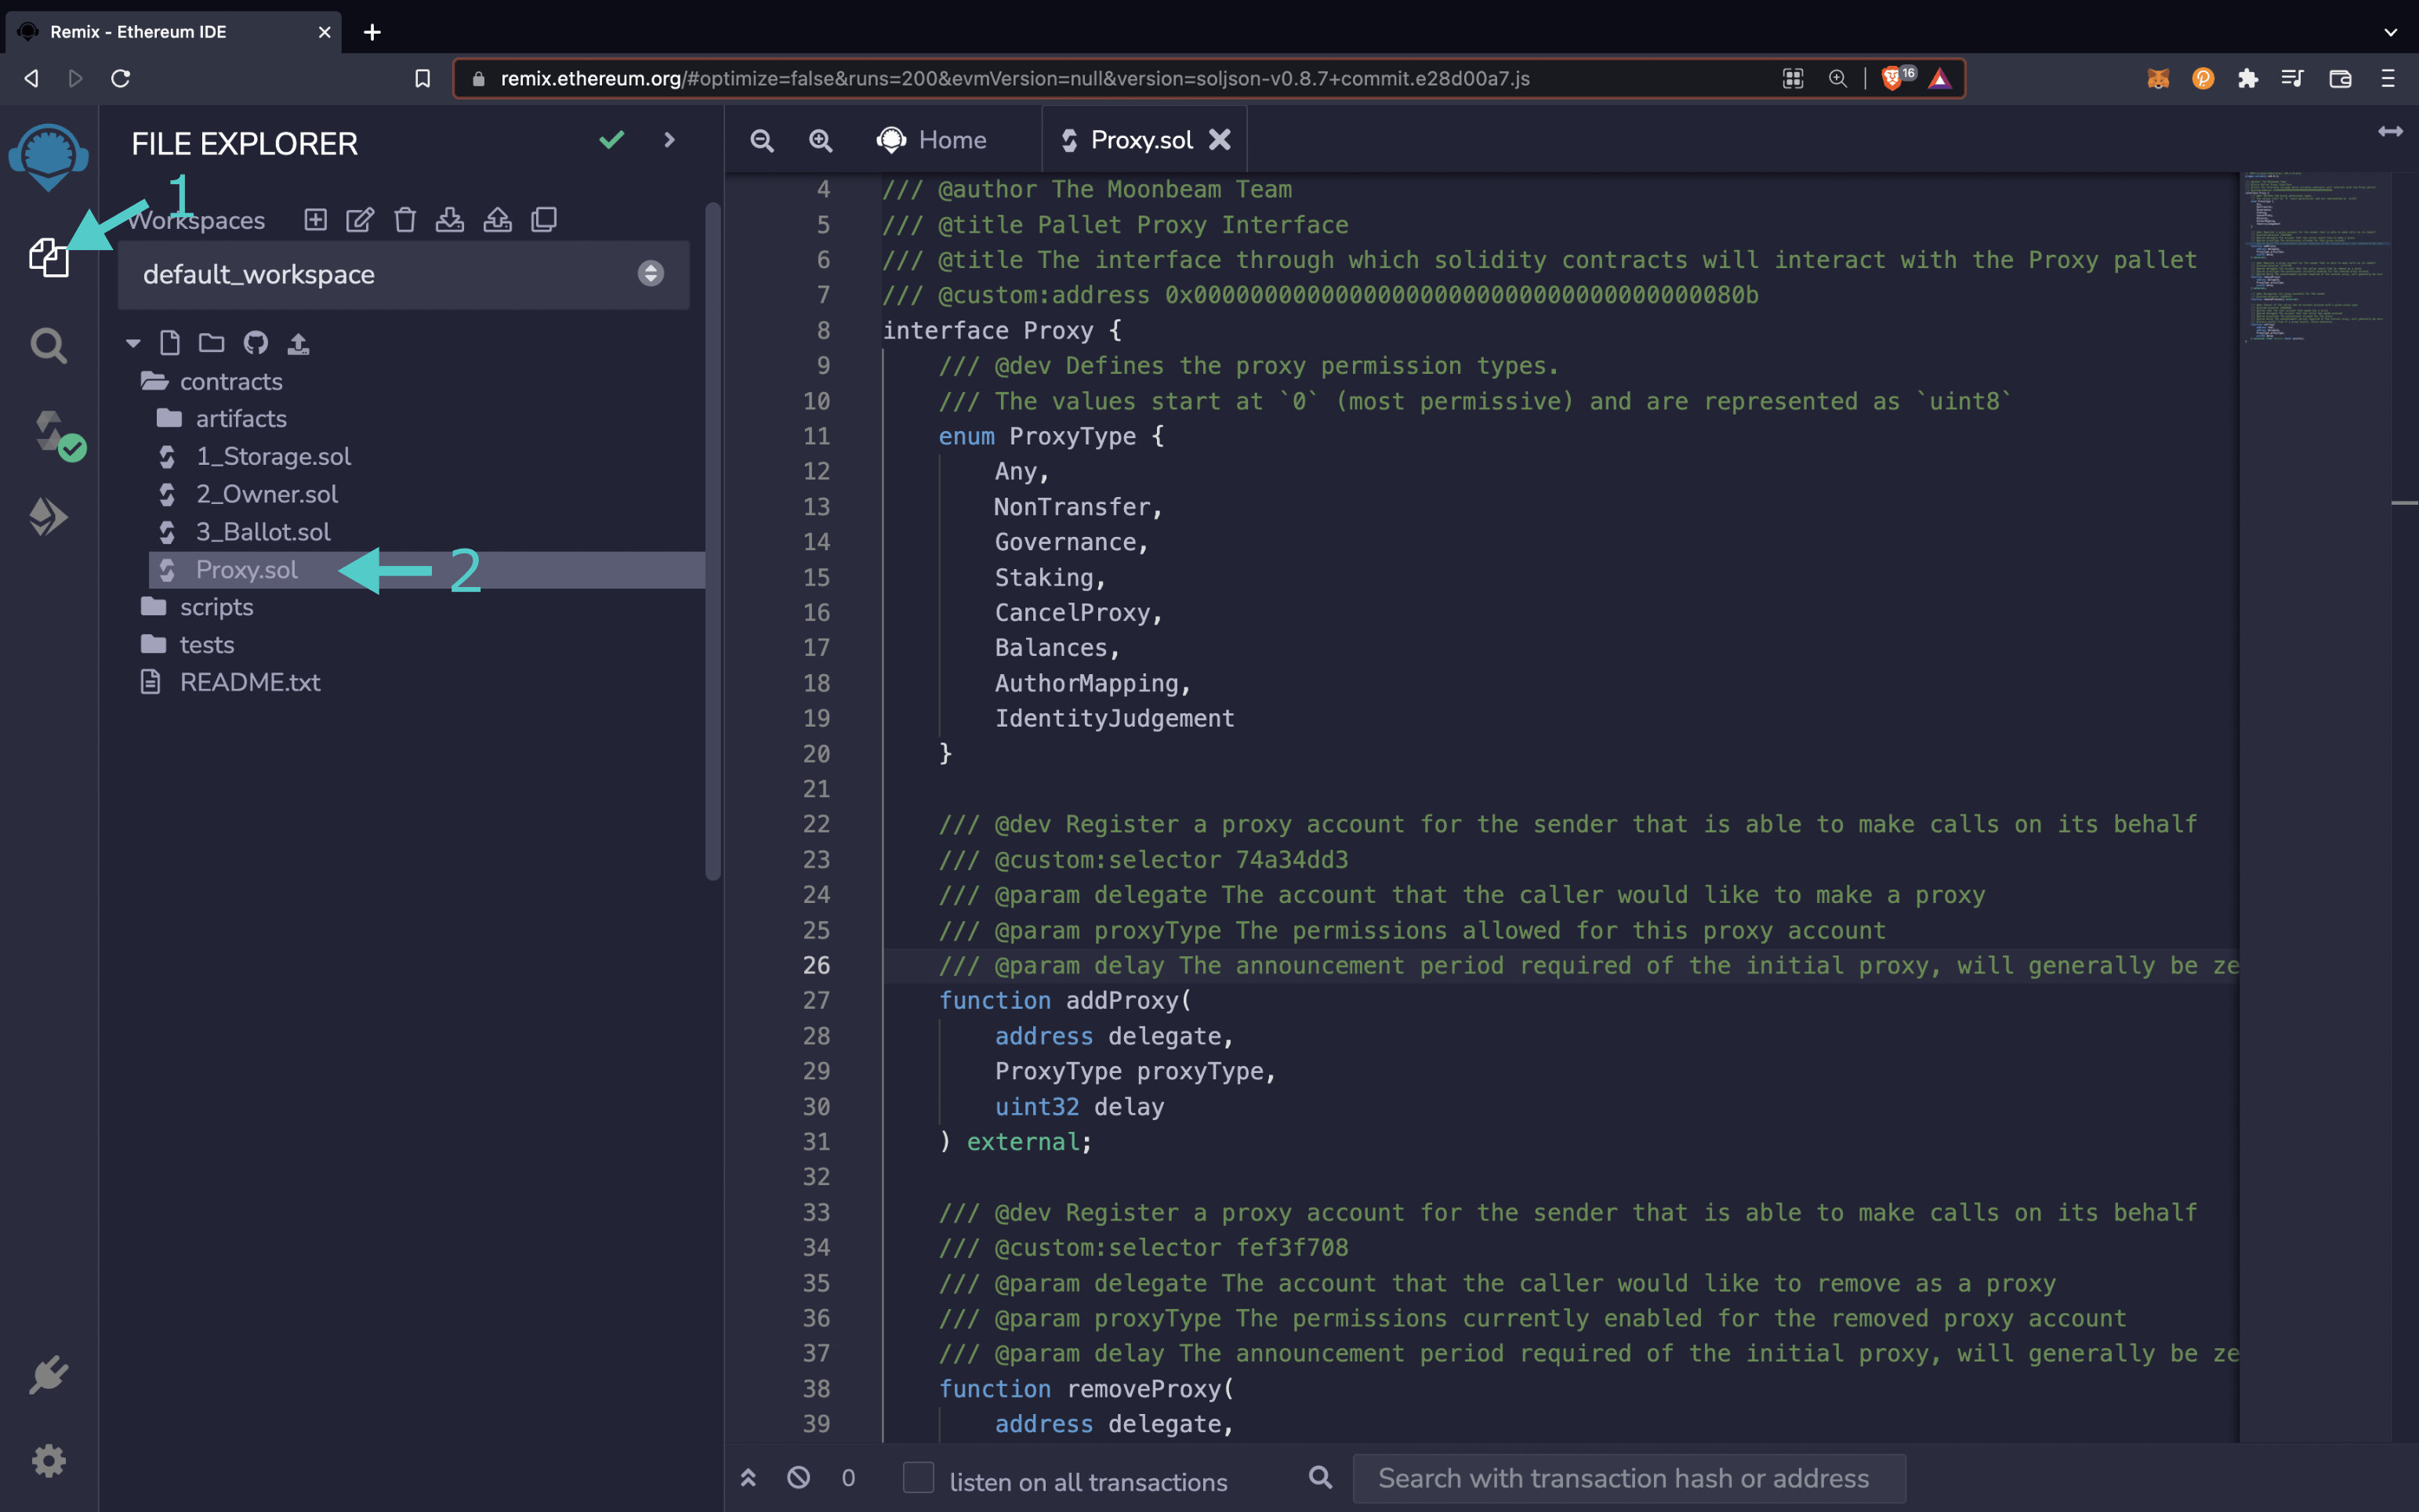 Remix - Ethereum IDE
remix.ethereum.org/#optimize=false&runs=200&evmVersion=null&version=soljson-v0.8.7+commit.e28d00a7.js
16
FILE EXPLORER
1
Workspaces
default_workspace
contracts
artifacts
1_Storage.sol
2_Owner.sol
3_Ballot.sol
Proxy.sol
2
scripts
tests
README.txt
Home
Proxy.sol
4 /// @author The Moonbeam Team
5 /// @title Pallet Proxy Interface
6 /// @title The interface through which solidity contracts will interact with the Proxy pallet
7 /// @custom:address 0x000000000000000000000000000000000000080b
8 interface Proxy {
9 /// @dev Defines the proxy permission types.
10 /// The values start at `0` (most permissive) and are represented as `uint8`
11 enum ProxyType {
12 Any,
13 NonTransfer,
14 Governance,
15 Staking,
16 CancelProxy,
17 Balances,
18 AuthorMapping,
19 IdentityJudgement
20 }
21
22 /// @dev Register a proxy account for the sender that is able to make calls on its behalf
23 /// @custom:selector 74a34dd3
24 /// @param delegate The account that the caller would like to make a proxy
25 /// @param proxyType The permissions allowed for this proxy account
26 /// @param delay The announcement period required of the initial proxy, will generally be ze
27 function addProxy(
28 address delegate,
29 ProxyType proxyType,
30 uint32 delay
31 ) external;
32
33 /// @dev Register a proxy account for the sender that is able to make calls on its behalf
34 /// @custom:selector fef3f708
35 /// @param delegate The account that the caller would like to remove as a proxy
36 /// @param proxyType The permissions currently enabled for the removed proxy account
37 /// @param delay The announcement period required of the initial proxy, will generally be ze
38 function removeProxy(
39 address delegate,
0
listen on all transactions
Search with transaction hash or address